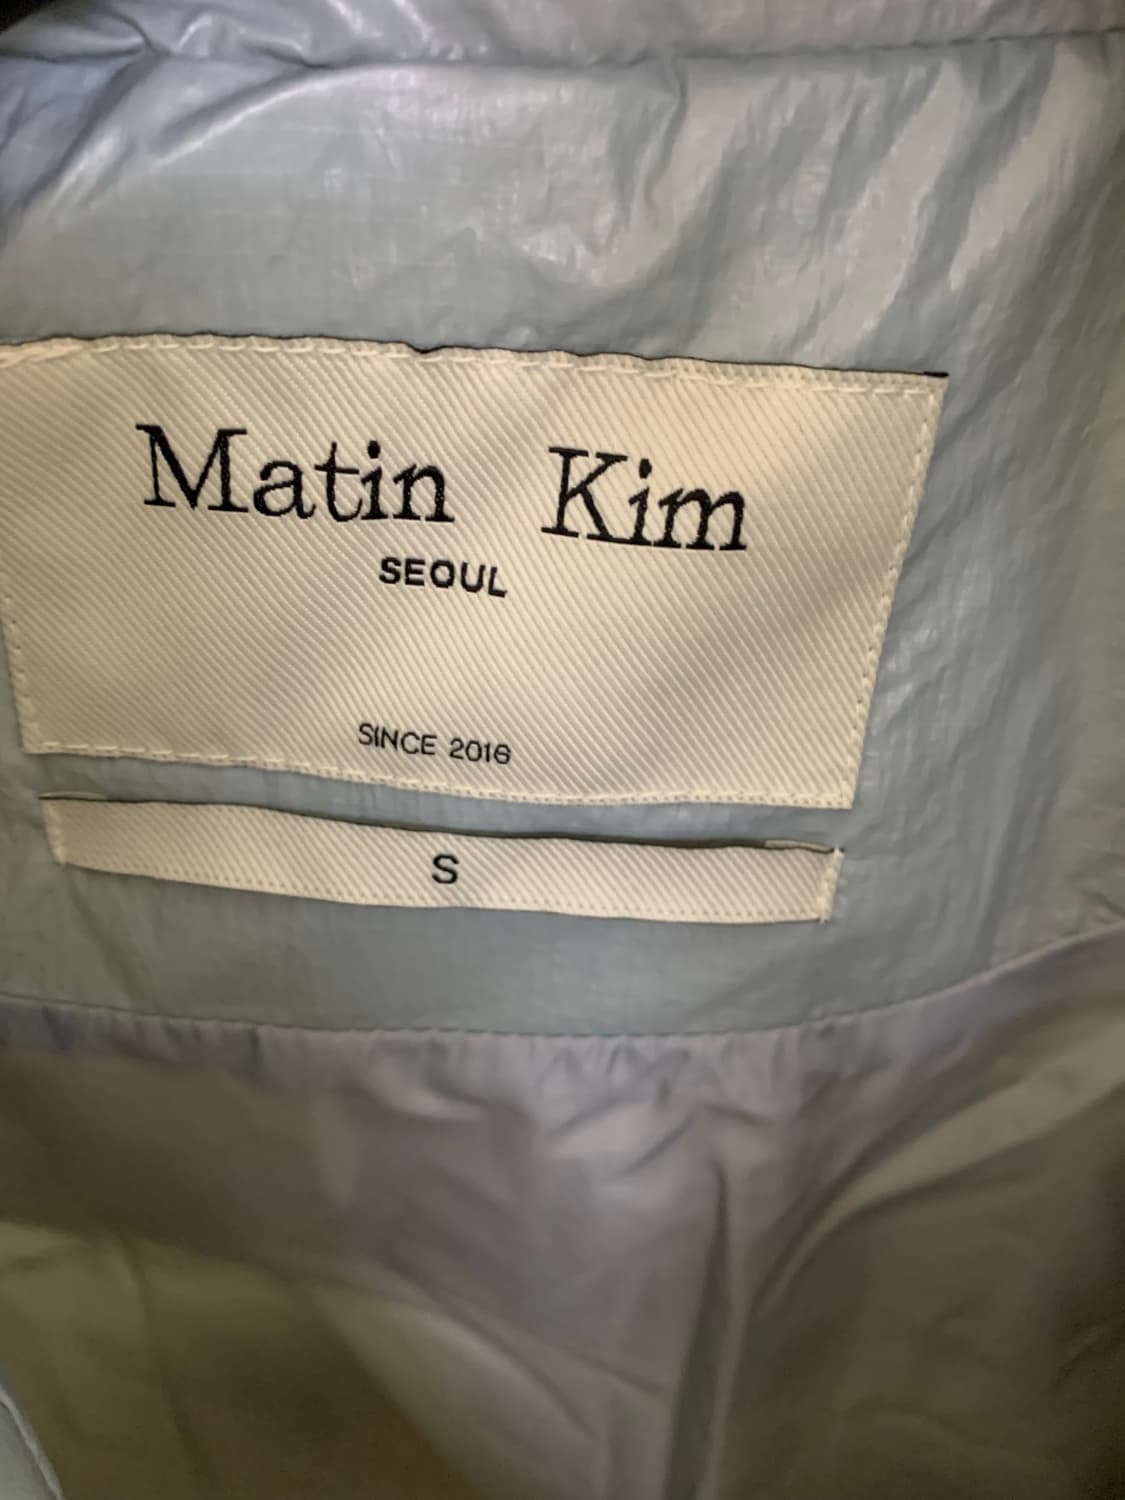 Matin Kim
SEOUL
SINCE 2016
S